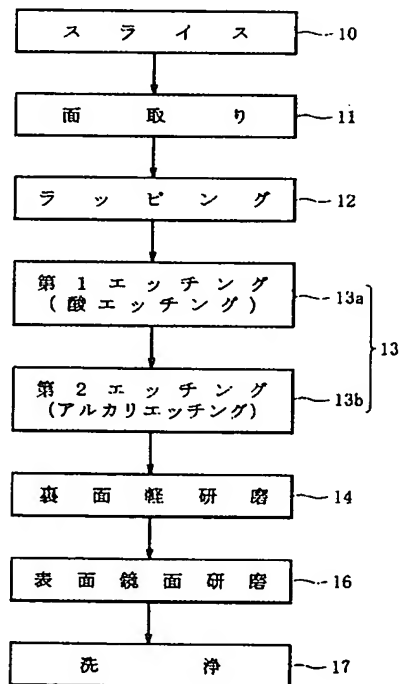 スライス 10
面取り 11
ラッピング 12
第1エッチング
(酸エッチング) 13a
13
第2エッチング
(アルカリエッチング) 13b
裏面軽研磨 14
表面鏡面研磨 16
洗浄 17